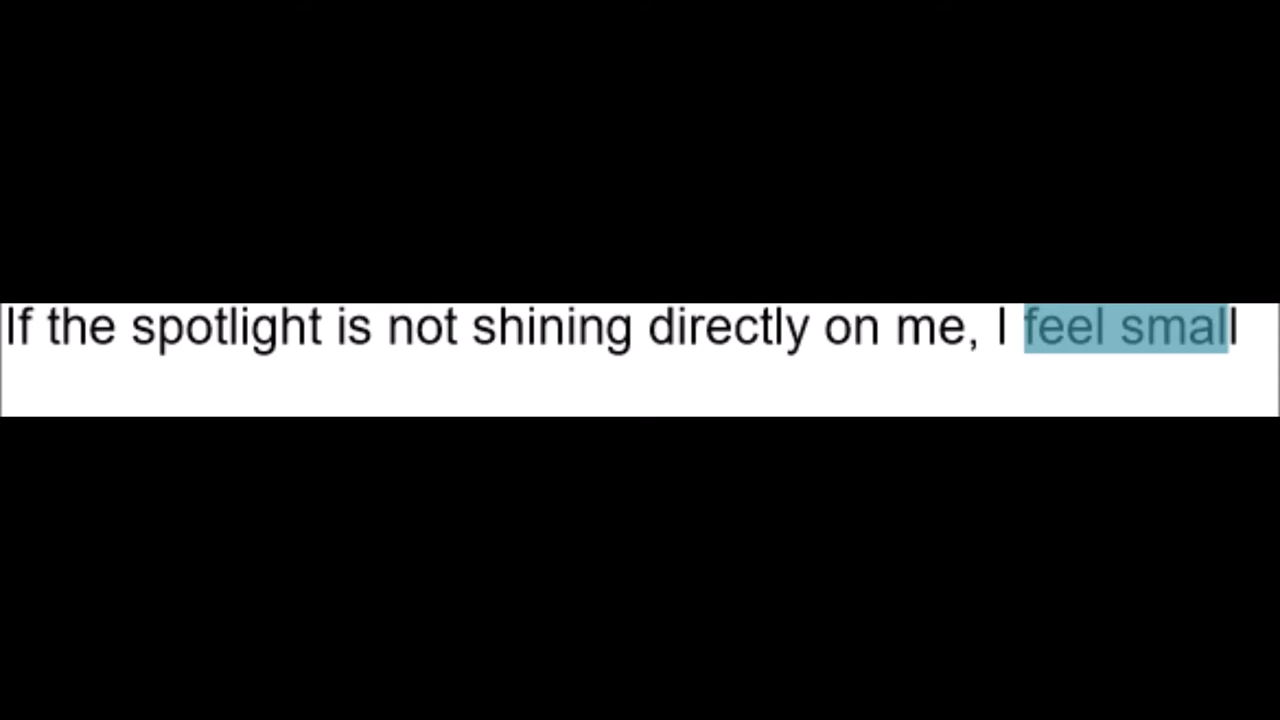 If the spotlight is not shining directly on me, I feel small